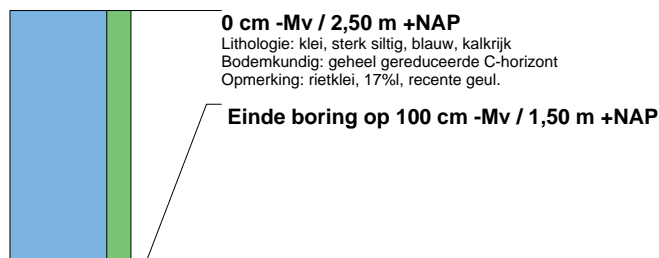 0 cm -Mv / 2,50 m +NAP
Lithologie: klei, sterk siltig, blauw, kalkrijk
Bodemkundig: geheel gereduceerde C-horizont
Opmerking: rietklei, 17%l, recente geul.
Einde boring op 100 cm -Mv / 1,50 m +NAP